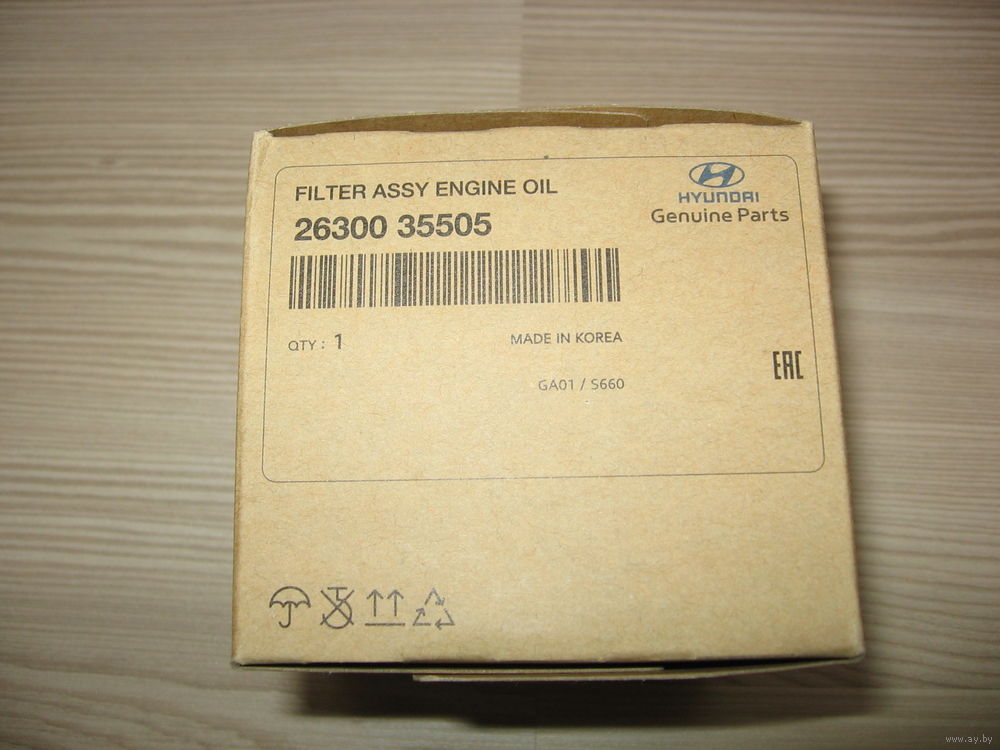 FILTER ASSY ENGINE OIL
26300 35505
HYUNDAI
Genuine Parts
QTY : 1
MADE IN KOREA
GA01 / S660
EAC
www.ay.by